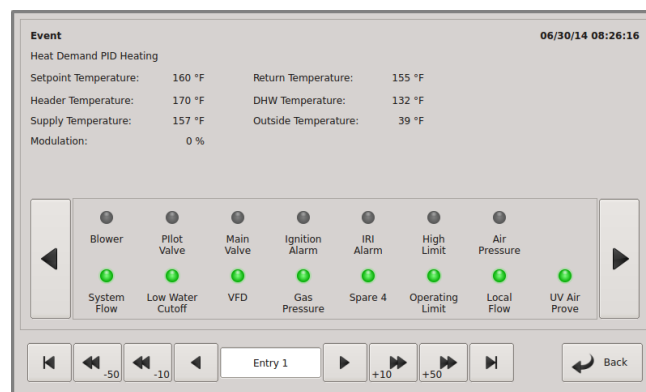 Event 06/30/14 08:26:16
Heat Demand PID Heating
Setpoint Temperature: 160 °F Return Temperature: 155 °F
Header Temperature: 170 °F DHW Temperature: 132 °F
Supply Temperature: 157 °F Outside Temperature: 39 °F
Modulation: 0 %
Blower PIlot Main Ignition IRI High Air
Valve Valve Alarm Alarm Limit Pressure
System Low Water VFD Gas Spare 4 Operating Local UV Air
Flow Cutoff Pressure Limit Flow Prove
-50 -10 Entry 1 +10 +50 Back